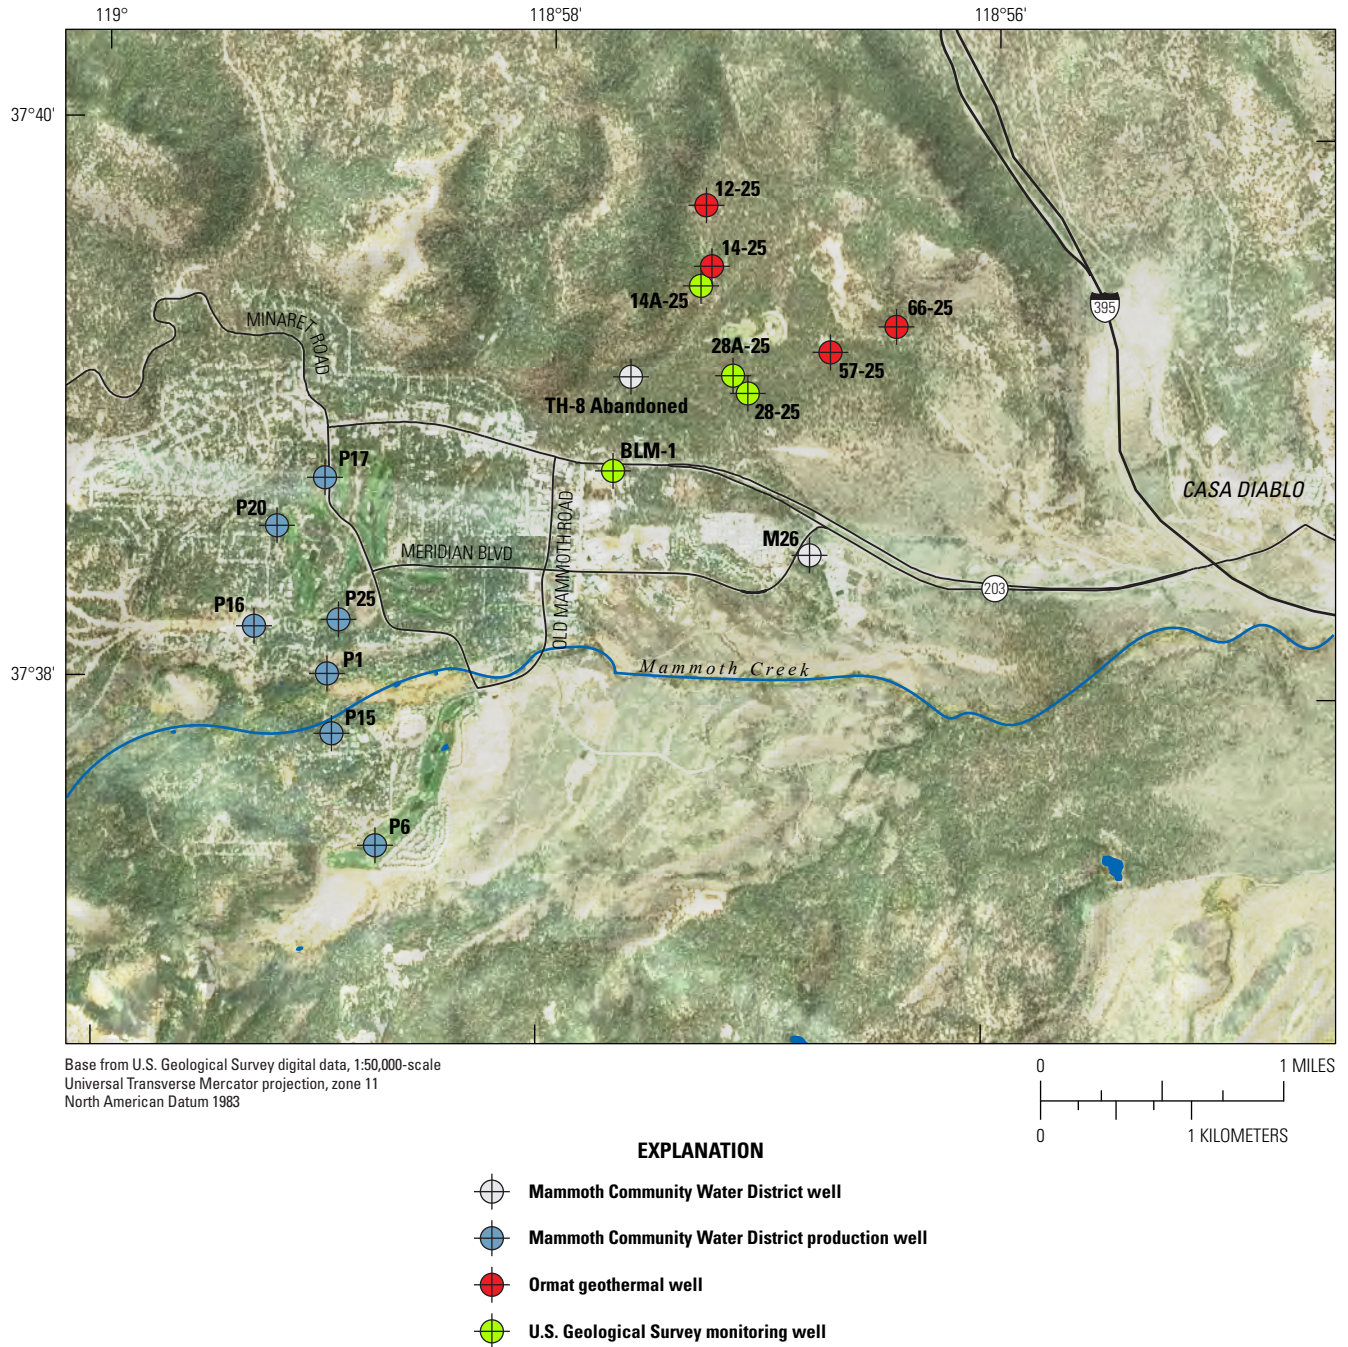 119°
118°58'
118°56'
37°40'
12-25
14-25
14A-25
66-25
395
MINARET ROAD
28A-25
57-25
TH-8 Abandoned
28-25
BLM-1
P17
CASA DIABLO
P20
OLD MAMMOTH ROAD
M26
MERIDIAN BLVD
203
P16
P25
P1
37°38'
Mammoth Creek
P15
P6
Base from U.S. Geological Survey digital data, 1:50,000-scale
Universal Transverse Mercator projection, zone 11
North American Datum 1983
0
1 MILES
0
1 KILOMETERS
EXPLANATION
Mammoth Community Water District well
Mammoth Community Water District production well
Ormat geothermal well
U.S. Geological Survey monitoring well